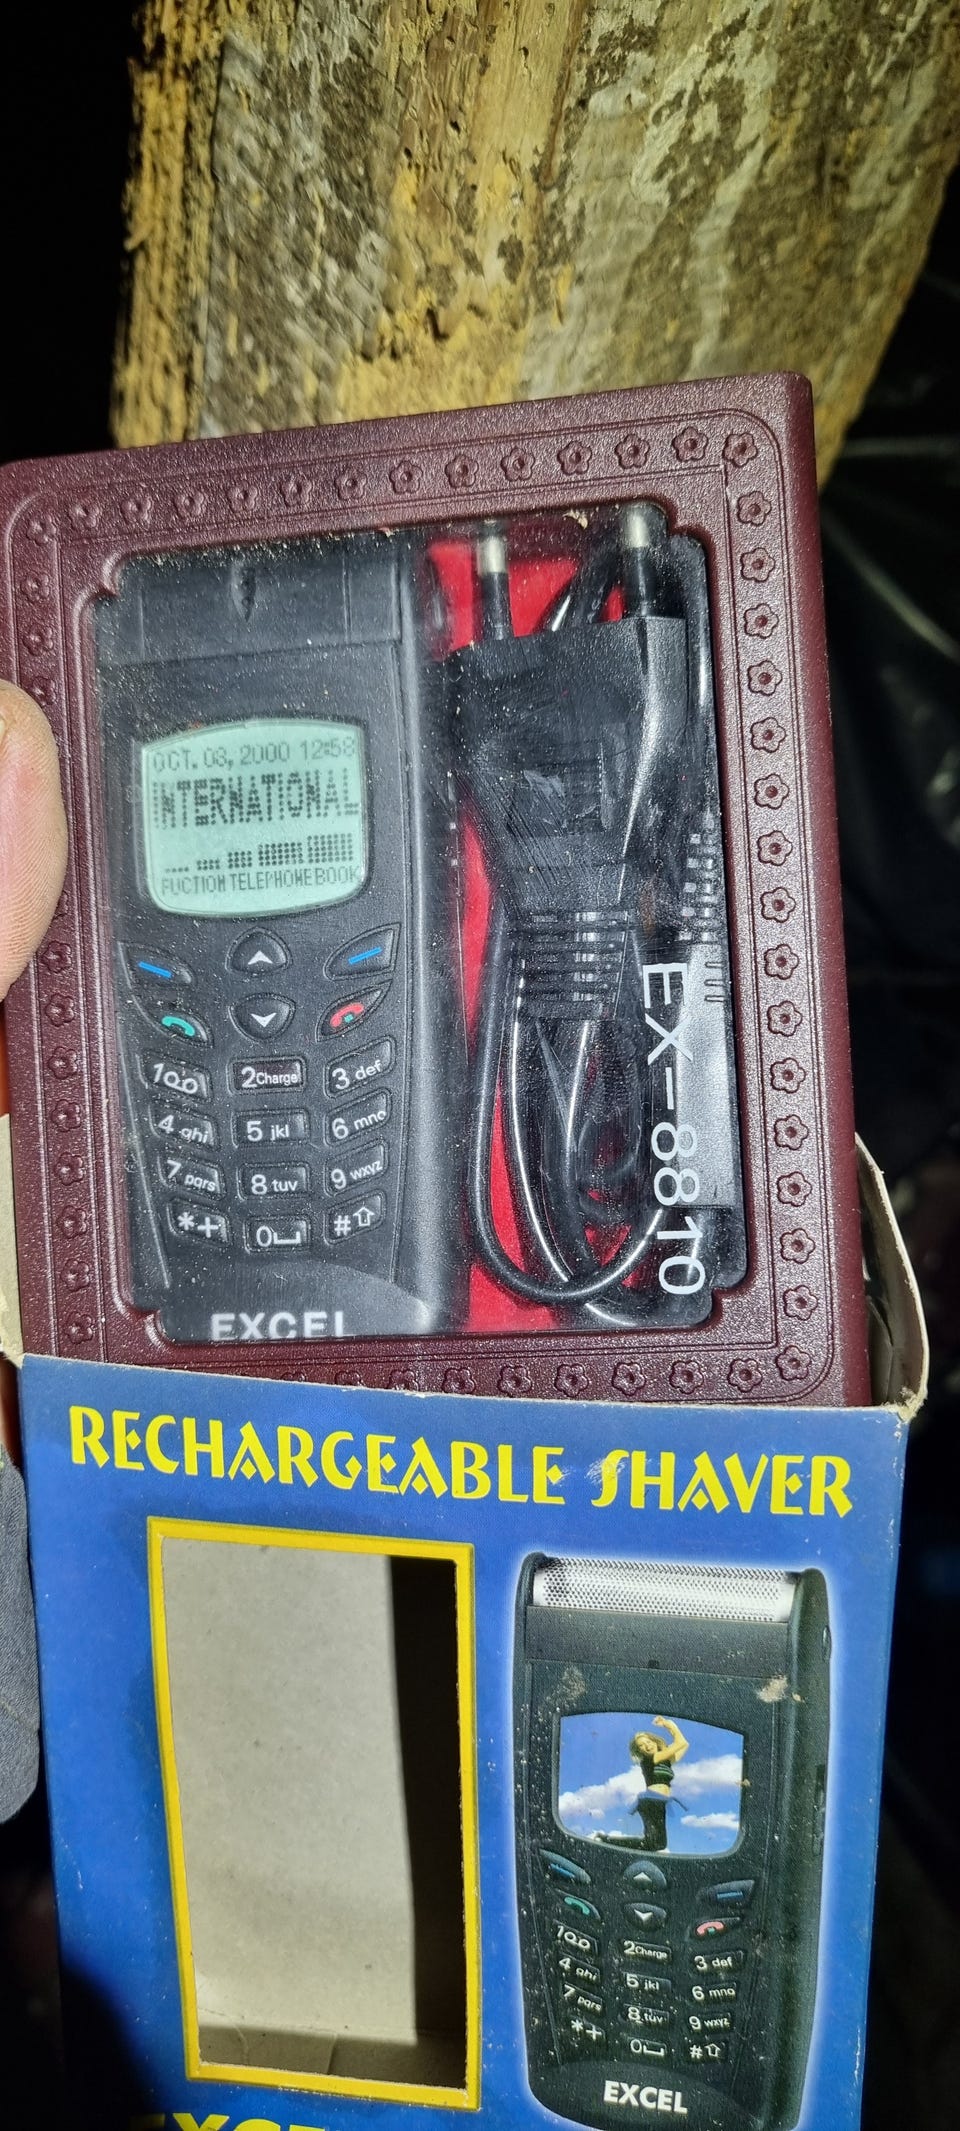 OCT. 03, 2000 12:58
INTERNATIONAL
FUCTION TELEPHOME BOOK
1
2 Charge
3 def
4 ghi
5 jkl
6 mno
7 pqrs
8 tuv
9 wxyz
*+
0
#
EXCEL
EX-8810
RECHARGEABLE SHAVER
1
2 Charge
3 def
4 ghi
5 jkl
6 mno
7 pqrs
8 tuv
9 wxyz
*+
0
#
EXCEL